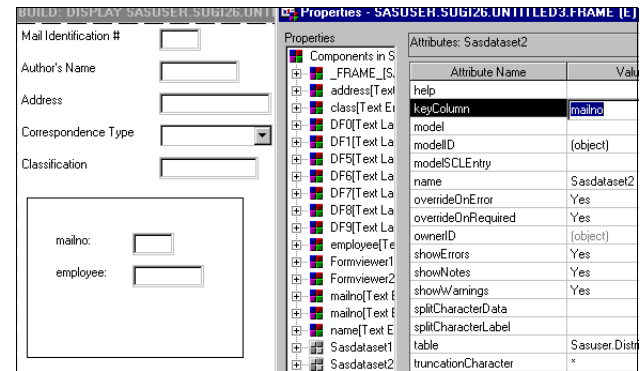 BUILD: DISPLAY SASUSER.SUGI26.UNT
Mail Identification #
Author's Name
Address
Correspondence Type
Classification
mailno:
employee:
Properties - SASUSER.SUGI26.UNTITLED3.FRAME (E)
Properties
Components in S
_FRAME_[S.
address[Text
class[Text E
DF0[Text La
DF1[Text La
DF5[Text La
DF6[Text La
DF7[Text La
DF8[Text La
DF9[Text La
employee[Te
Formviewer1
Formviewer2
mailno[Text E
mailno[Text E
name[Text E
Sasdataset1
Sasdataset2
Attributes: Sasdataset2
Attribute Name Valu
help
keyColumn mailno
model
modelID (object)
modelSCLEntry
name Sasdataset2
overrideOnError Yes
overrideOnRequired Yes
ownerID (object)
showErrors Yes
showNotes Yes
showWarnings Yes
splitCharacterData
splitCharacterLabel
table Sasuser.Distri
truncationCharacter *